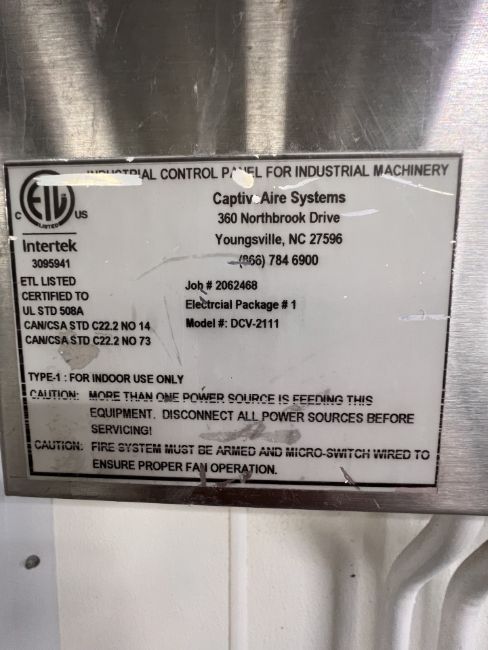 INDUSTRIAL CONTROL PANEL FOR INDUSTRIAL MACHINERY
ETL
LISTED
C US
Intertek
3095941
ETL LISTED
CERTIFIED TO
UL STD 508A
CAN/CSA STD C22.2 NO 14
CAN/CSA STD C22.2 NO 73
CaptiveAire Systems
360 Northbrook Drive
Youngsville, NC 27596
(866) 784 6900
Job # 2062468
Electrcial Package # 1
Model #: DCV-2111
TYPE-1 : FOR INDOOR USE ONLY
CAUTION: MORE THAN ONE POWER SOURCE IS FEEDING THIS
EQUIPMENT. DISCONNECT ALL POWER SOURCES BEFORE
SERVICING!
CAUTION: FIRE SYSTEM MUST BE ARMED AND MICRO-SWITCH WIRED TO
ENSURE PROPER FAN OPERATION.